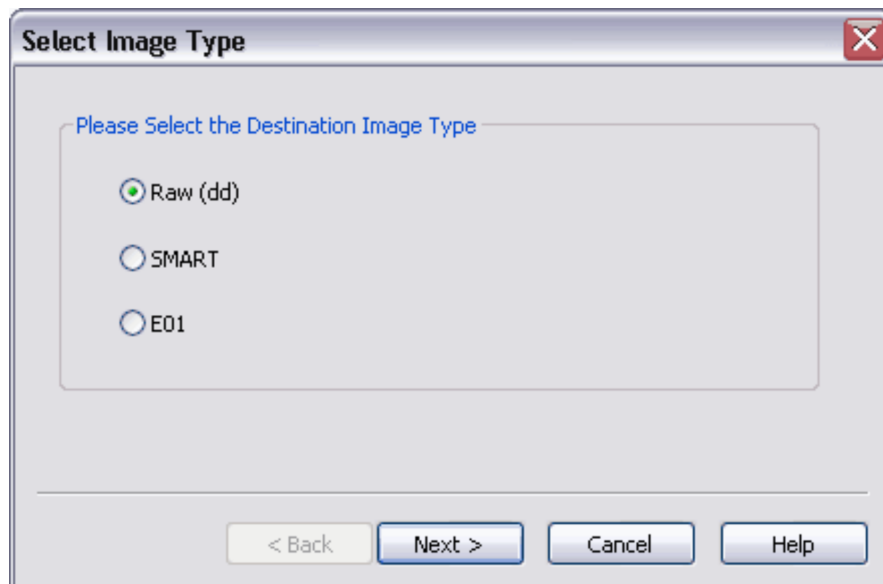 Select Image Type
Please Select the Destination Image Type
Raw (dd)
SMART
E01
< Back Next > Cancel Help